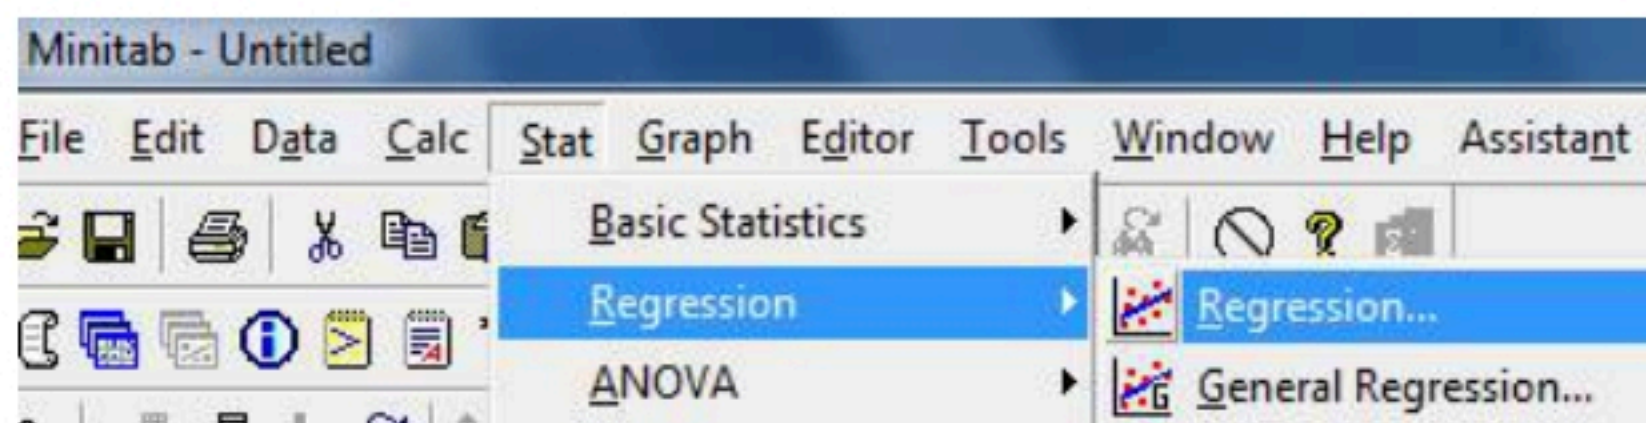 Minitab - Untitled
File Edit Data Calc Stat Graph Editor Tools Window Help Assistant
Basic Statistics
Regression Regression...
ANOVA General Regression...